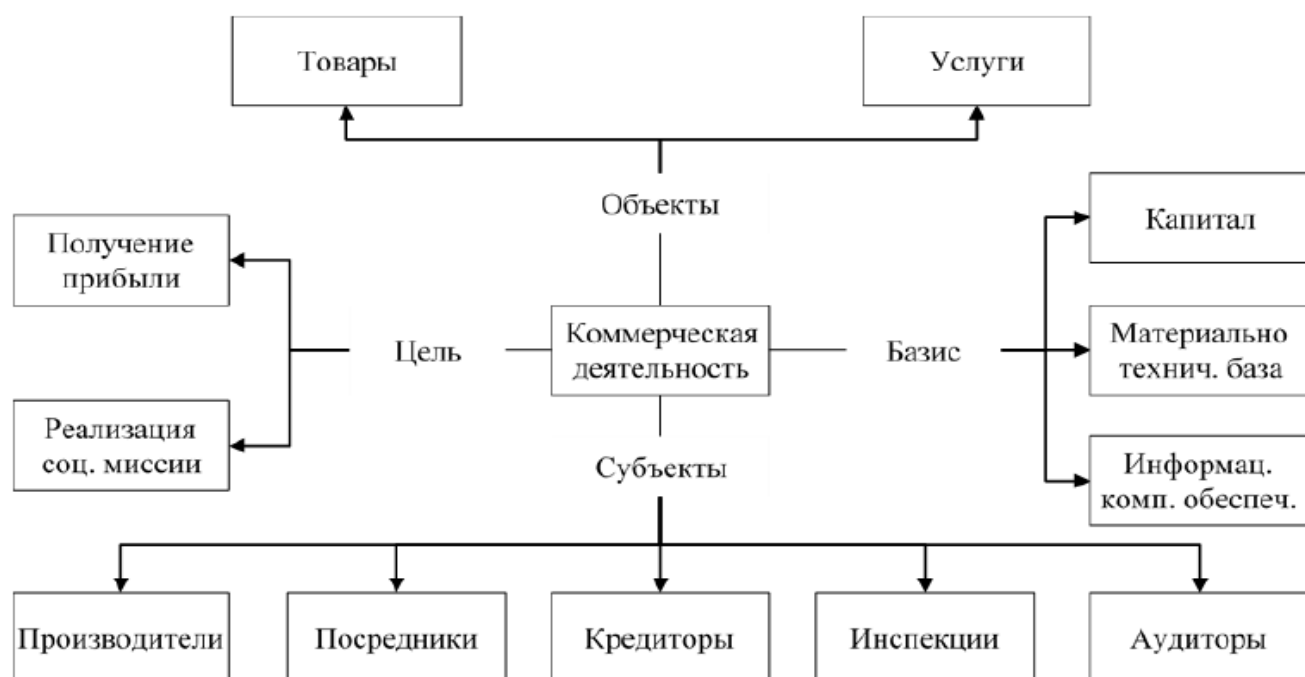 Товары
Услуги
Объекты
Капитал
Получение
прибыли
Цель
Коммерческая
деятельность
Базис
Материально
технич. база
Реализация
соц. миссии
Субъекты
Информац.
комп. обеспеч.
Производители
Посредники
Кредиторы
Инспекции
Аудиторы